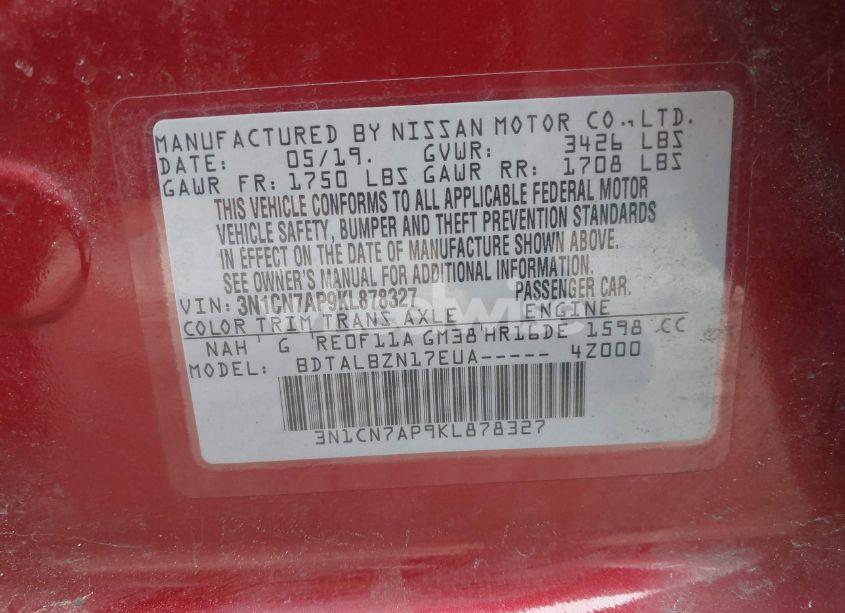 MANUFACTURED BY NISSAN MOTOR CO.,LTD.
DATE: 05/19. GVWR: 3426 LBS
GAWR FR: 1750 LBS GAWR RR: 1708 LBS
THIS VEHICLE CONFORMS TO ALL APPLICABLE FEDERAL MOTOR
VEHICLE SAFETY, BUMPER AND THEFT PREVENTION STANDARDS
IN EFFECT ON THE DATE OF MANUFACTURE SHOWN ABOVE.
SEE OWNER'S MANUAL FOR ADDITIONAL INFORMATION.
VIN: 3N1CN7AP9KL878327 PASSENGER CAR.
COLOR TRIM TRANS AXLE ENGINE
NAH ' G 'RE0F11A GM38'HR16DE 1598 CC
MODEL: BDTALBZN17EUA----- 4Z000
3N1CN7AP9KL878327